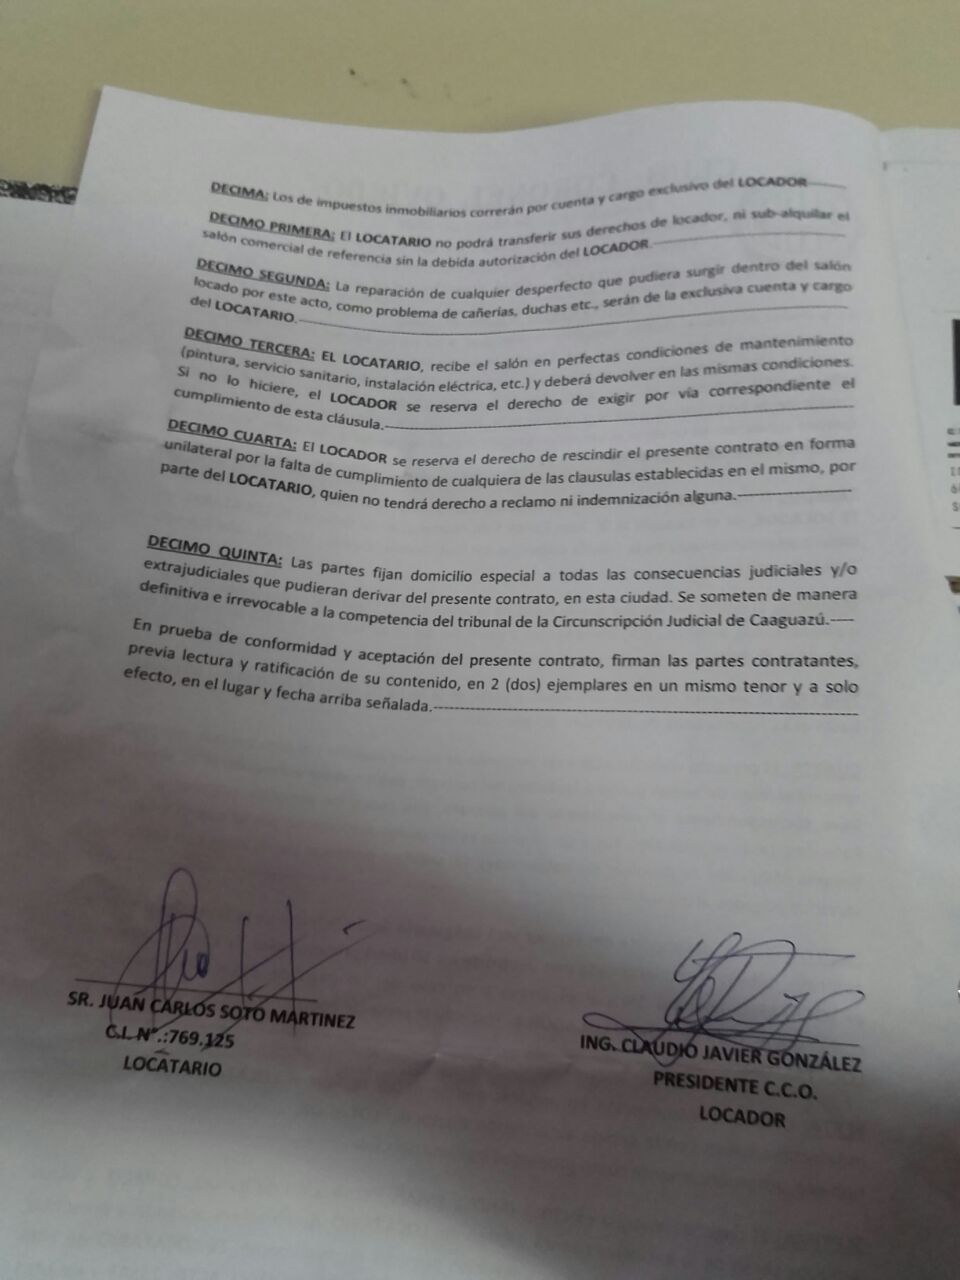 DECIMA: Los de impuestos inmobiliarios correrán por cuenta y cargo exclusivo del LOCADOR
DECIMO PRIMERA: El LOCATARIO no podrá transferir sus derechos de locador, ni sub-alquilar el
salón comercial de referencia sin la debida autorización del LOCADOR.
DECIMO SEGUNDA: La reparación de cualquier desperfecto que pudiera surgir dentro del salón
locado por este acto, como problema de cañerias, duchas etc., serán de la exclusiva cuenta y cargo
del LOCATARIO.
DECIMO TERCERA: EL LOCATARIO, recibe el salón en perfectas condiciones de mantenimiento
(pintura, servicio sanitario, instalación eléctrica, etc.) y deberá devolver en las mismas condiciones.
Si no lo hiciere, el LOCADOR se reserva el derecho de exigir por vía correspondiente el
cumplimiento de esta cláusula.
DECIMO CUARTA: El LOCADOR se reserva el derecho de rescindir el presente contrato en forma
unilateral por la falta de cumplimiento de cualquiera de las clausulas establecidas en el mismo, por
parte del LOCATARIO, quien no tendrá derecho a reclamo ni indemnización alguna.
DECIMO QUINTA: Las partes fijan domicilio especial a todas las consecuencias judiciales y/o
extrajudiciales que pudieran derivar del presente contrato, en esta ciudad. Se someten de manera
definitiva e irrevocable a la competencia del tribunal de la Circunscripción Judicial de Caaguazú.----
En prueba de conformidad y aceptación del presente contrato, firman las partes contratantes,
previa lectura y ratificación de su contenido, en 2 (dos) ejemplares en un mismo tenor y a solo
efecto, en el lugar y fecha arriba señalada.
SR. JUAN CARLOS SOTO MARTINEZ
C.I. N°.:769.125
LOCATARIO
ING. CLAUDIO JAVIER GONZÁLEZ
PRESIDENTE C.C.O.
LOCADOR